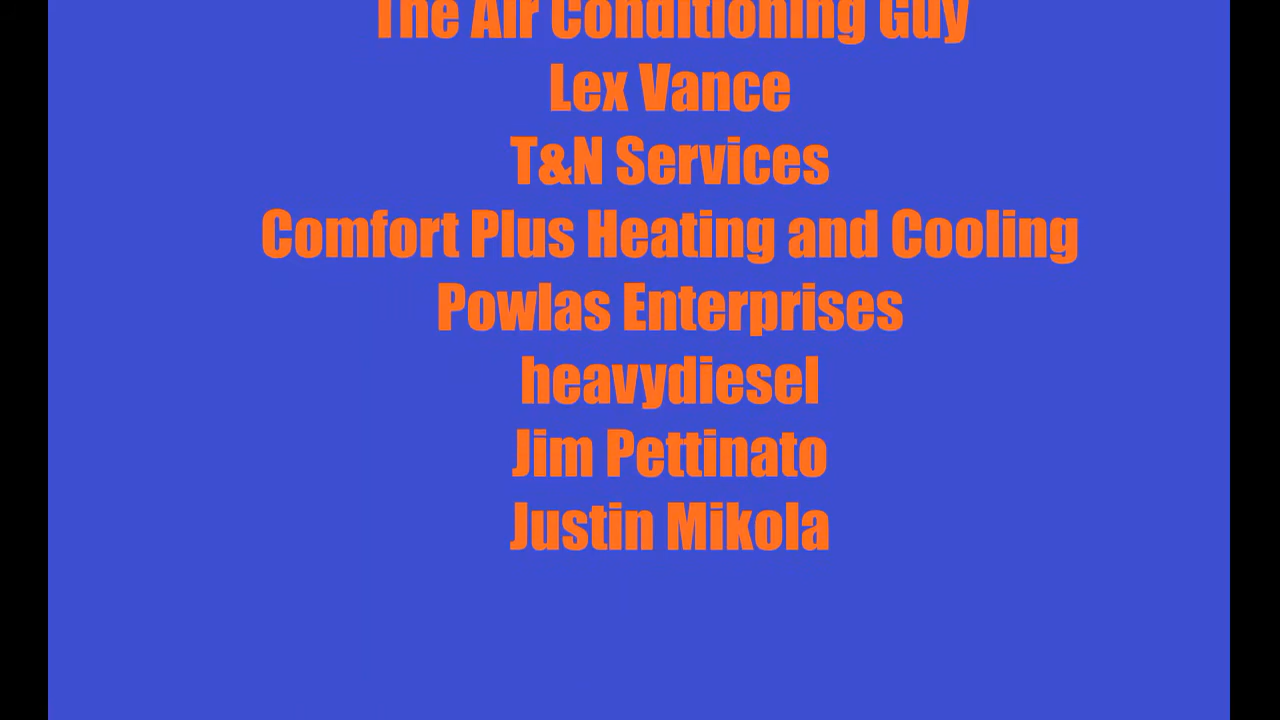 The Air Conditioning Guy
Lex Vance
T&N Services
Comfort Plus Heating and Cooling
Powlas Enterprises
heavydiesel
Jim Pettinato
Justin Mikola